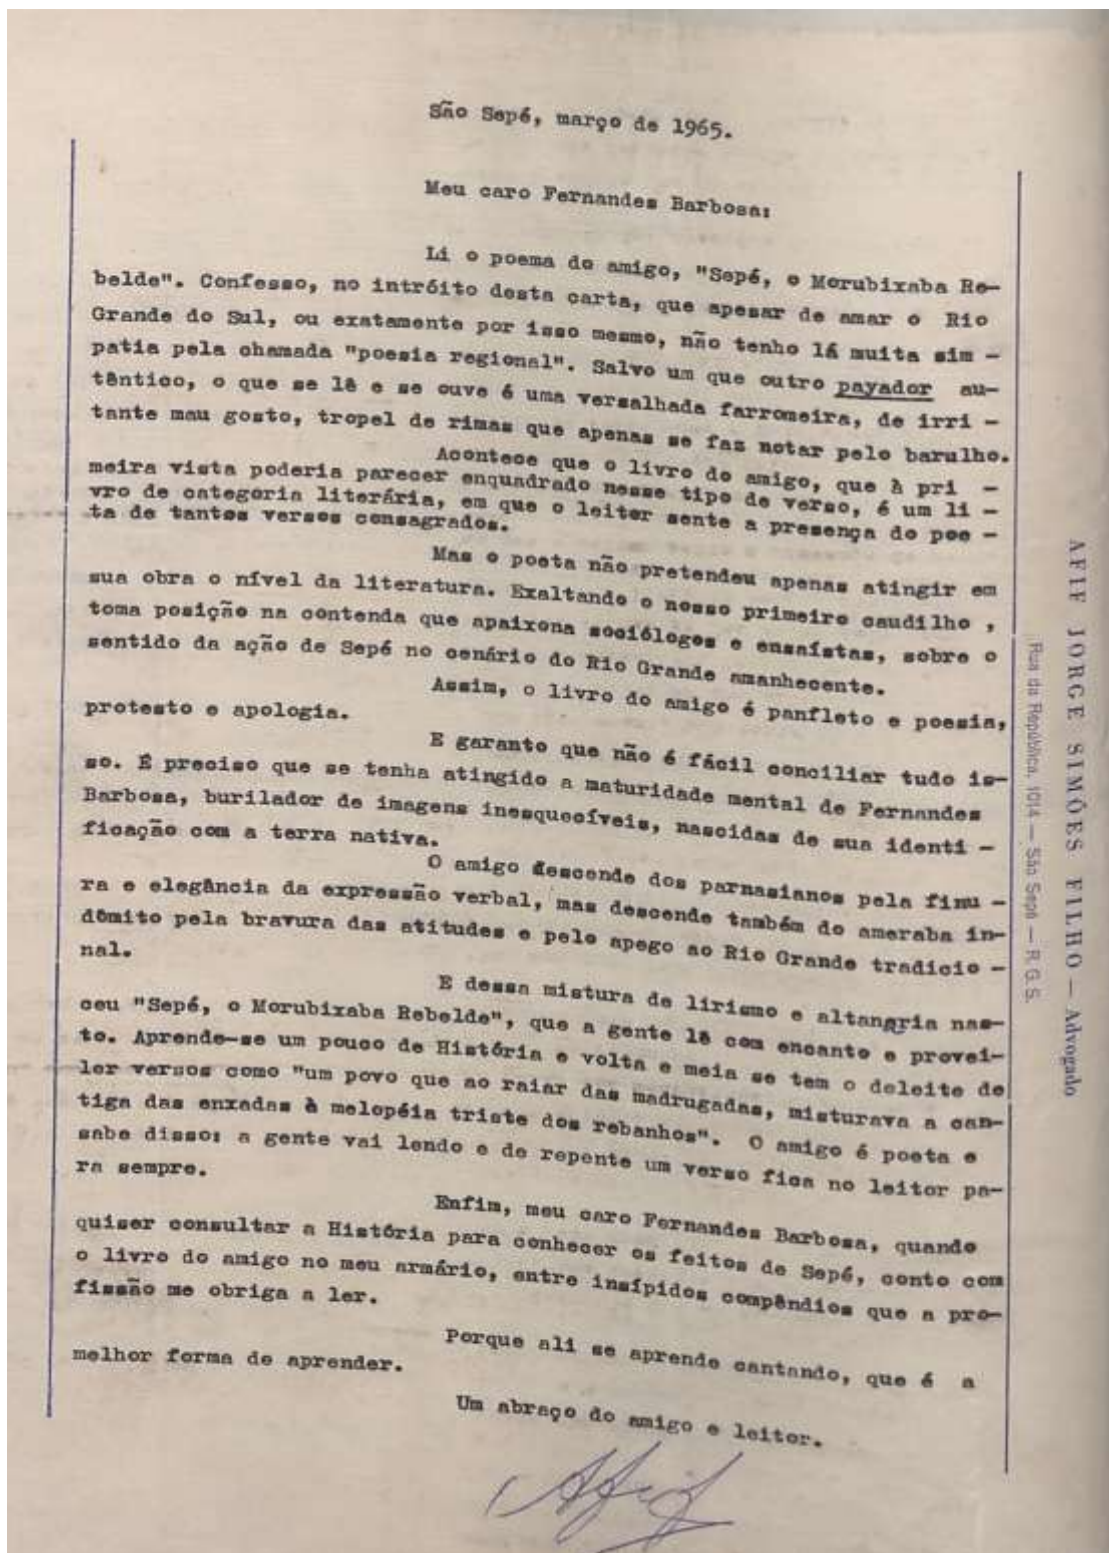 São Sepé, março de 1965.
Meu caro Fernandes Barbosa:
Li o poema do amigo, "Sepé, o Morubixaba Re-
belde". Confesso, no intróito desta carta, que apesar de amar o Rio
Grande do Sul, ou exatamente por isso mesmo, não tenho lá muita sim -
patia pela chamada "poesia regional". Salvo um que outro payador au-
têntico, o que se lê e se ouve é uma versalhada farromeira, de irri -
tante mau gosto, tropel de rimas que apenas se faz notar pelo barulho.
Acontece que o livro do amigo, que à pri -
meira vista poderia parecer enquadrado nesse tipo de verso, é um li -
vro de categoria literária, em que o leitor sente a presença do poe -
ta de tantos versos consagrados.
Mas o poeta não pretendeu apenas atingir em
sua obra o nível da literatura. Exaltando o nosso primeiro caudilho ,
toma posição na contenda que apaixona sociólogos e ensaístas, sobre o
sentido da ação de Sepé no cenário do Rio Grande amanhecente.
Assim, o livro do amigo é panfleto e poesia,
protesto e apologia.
E garanto que não é fácil conciliar tudo is-
so. É preciso que se tenha atingido a maturidade mental de Fernandes
Barbosa, burilador de imagens inesquecíveis, nascidas de sua identi -
ficação com a terra nativa.
O amigo descende dos parnasianos pela finu -
ra e elegância da expressão verbal, mas descende também do ameraba in-
dômito pela bravura das atitudes e pelo apego ao Rio Grande tradicio -
nal.
E dessa mistura de lirismo e altangria nas-
ceu "Sepé, o Morubixaba Rebelde", que a gente lê com encanto e provei-
to. Aprende-se um pouco de História e volta e meia se tem o deleite de
ler versos como "um povo que ao raiar das madrugadas, misturava a can-
tiga das enxadas à melopéia triste dos rebanhos". O amigo é poeta e
sabe disso: a gente vai lendo e de repente um verso fica no leitor pa-
ra sempre.
Enfim, meu caro Fernandes Barbosa, quando
quiser consultar a História para conhecer os feitos de Sepé, conto com
o livro do amigo no meu armário, entre insípidos compêndios que a pro-
fissão me obriga a ler.
Porque ali se aprende cantando, que é a
melhor forma de aprender.
Um abraço do amigo e leitor.
Afif
AFIF JORGE SIMÕES FILHO — Advogado
Rua da República, 1014 — São Sepé — R.G.S.